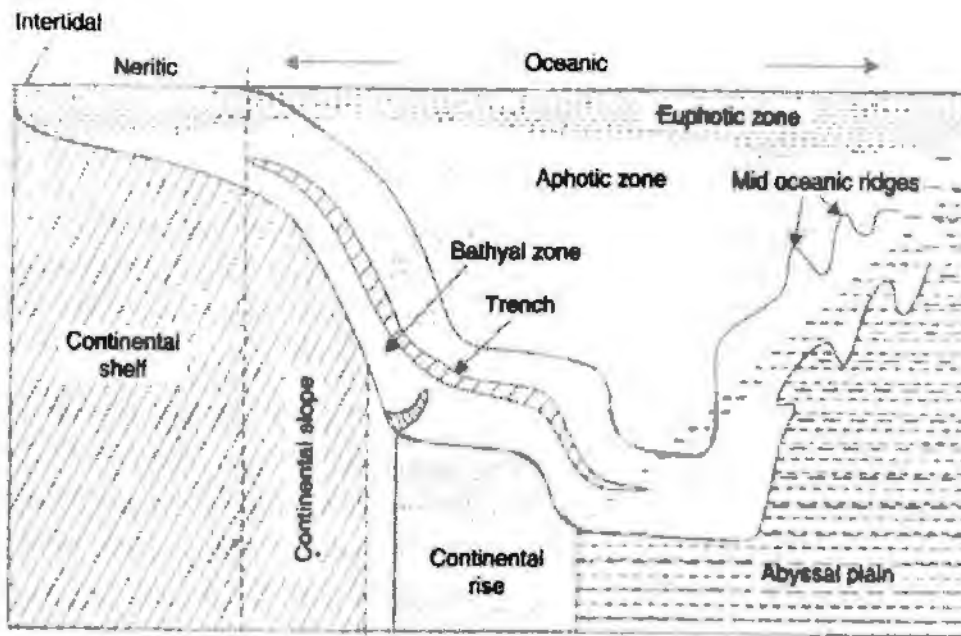 Intertidal
Neritic
Oceanic
Euphotic zone
Aphotic zone
Mid oceanic ridges
Bathyal zone
Trench
Continental
shelf
Continental slope
Continental
rise
Abyssal plain